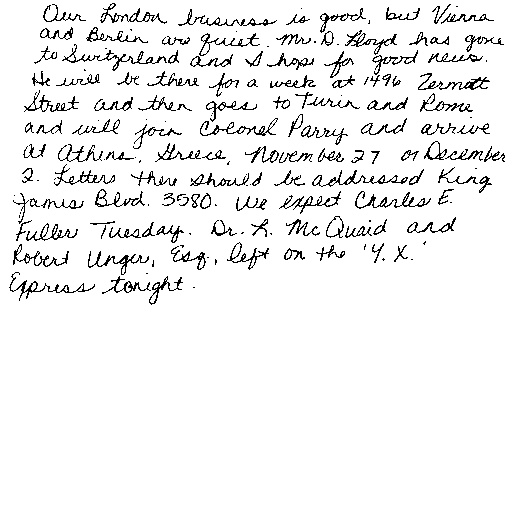 Our London business is good, but Vienna
and Berlin are quiet. Mr. D. Lloyd has gone
to Switzerland and I hope for good news.
He will be there for a week at 1496 Zermott
Street and then goes to Turin and Rome
and will join Colonel Parry and arrive
at Athens, Greece, November 27 or December
2. Letters there should be addressed King
James Blvd. 3580. We expect Charles E.
Fuller Tuesday. Dr. L. McQuaid and
Robert Unger, Esq., left on the 'Y. X.'
Express tonight.